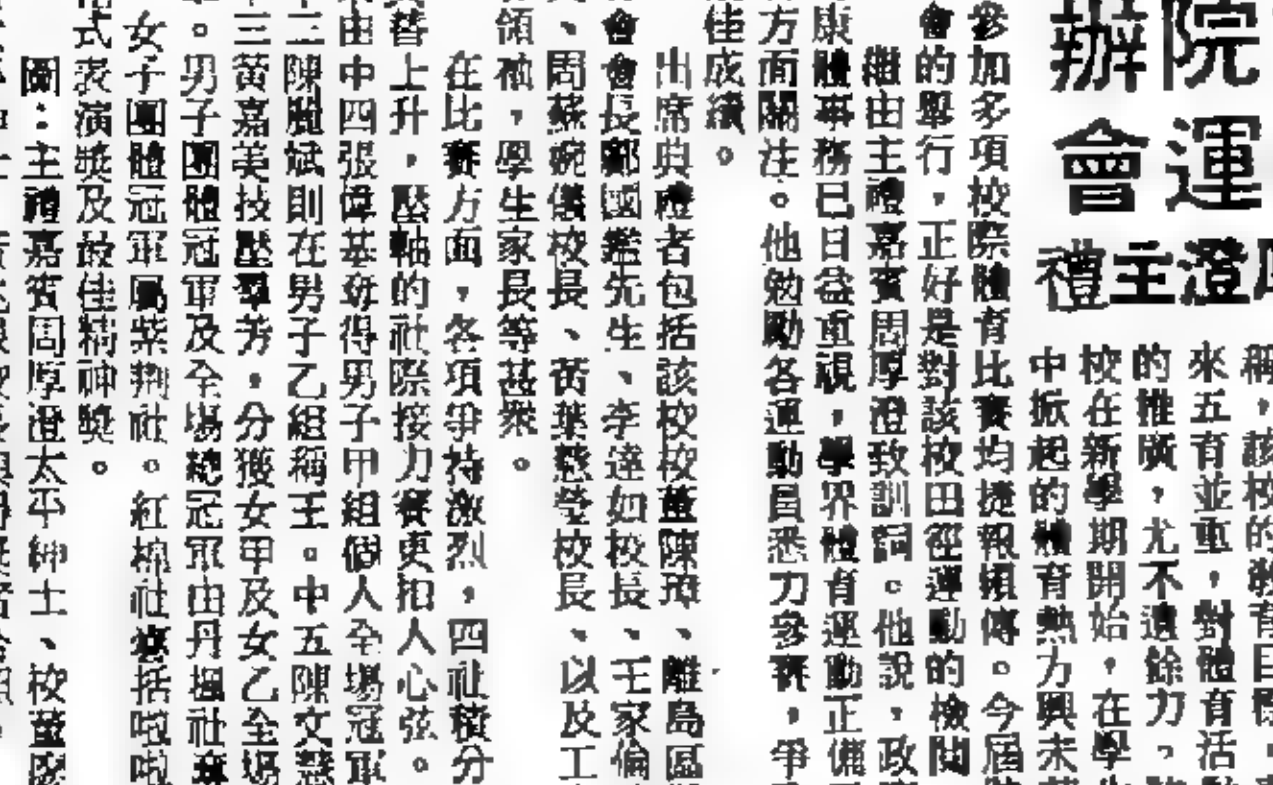 院辦
運會
澄主禮
稱，該校的教育目標，
來五育並重，對體育活
的推廣，尤不遺餘力，
校在新學期開始，在學
中掀起的體育熱方興未
參加多項校際體育比賽均捷報頻傳。今屆
會的舉行，正好是對該校田徑運動的檢閱
繼由主禮嘉賓周厚澄致訓詞。他說，政
康體事務已日益重視，學界體育運動正備
方面關注。他勉勵各運動員悉力參賽，爭
佳成績。
出席典禮者包括該校校董陳琼、離島區
會會長鄺國鑑先生、李達如校長、王家倫
、周蘇婉儀校長、黃葉慧瑩校長、以及工
領袖，學生家長等甚衆。
在比賽方面，各項爭持激烈，四社積分
替上升，壓軸的社際接力賽更扣人心弦。
由中四張偉基奪得男子甲組個人全場冠軍
三陳龍斌則在男子乙組稱王。中五陳文慧
三黃嘉美技壓羣芳，分獲女甲及女乙全場
。男子團體冠軍及全場總冠軍由丹楓社
女子團體冠軍屬紫荆社。紅棉社囊括啦啦
式表演獎及最佳精神獎。
圖：主禮嘉賓周厚澄太平紳士、校董陳